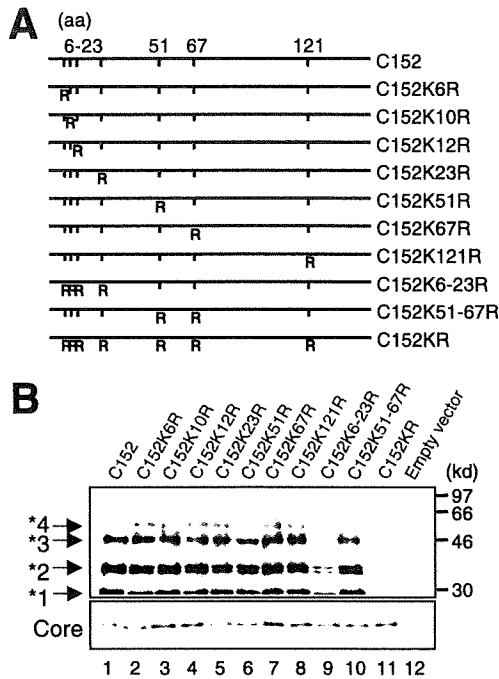 A
(aa)
6-23 51 67 121
C152
R C152K6R
R C152K10R
R C152K12R
R C152K23R
R C152K51R
R C152K67R
R C152K121R
RRR R C152K6-23R
R R C152K51-67R
RRR R R R R C152KR
B
C152 C152K6R C152K10R C152K12R C152K23R C152K51R C152K67R C152K121R C152K6-23R C152K51-67R C152KR Empty vector
(kd)
97
66
*4
*3 46
*2
*1 30
Core
1 2 3 4 5 6 7 8 9 10 11 12